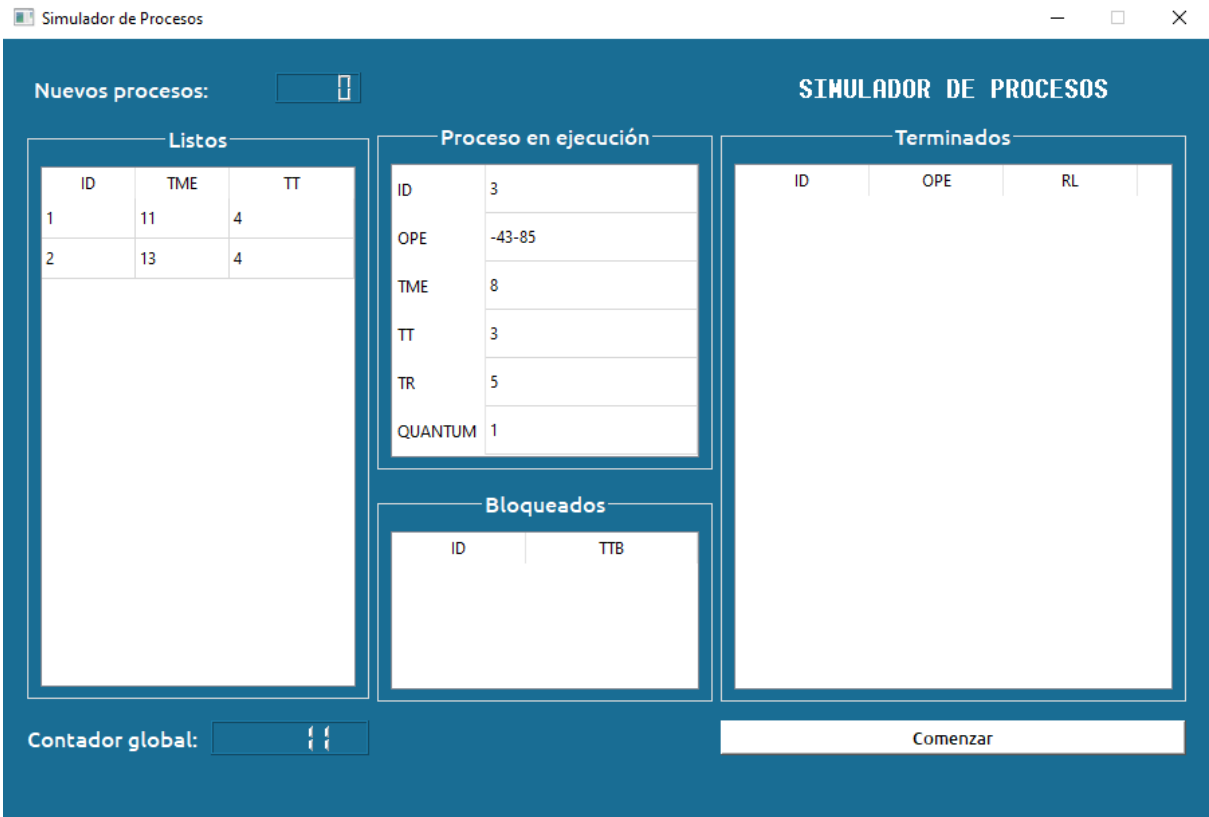 Simulador de Procesos
Nuevos procesos: 0
SIMULADOR DE PROCESOS
Listos
ID TME TT
1 11 4
2 13 4
Proceso en ejecución
ID 3
OPE -43-85
TME 8
TT 3
TR 5
QUANTUM 1
Bloqueados
ID TTB
Terminados
ID OPE RL
Contador global: 11
Comenzar